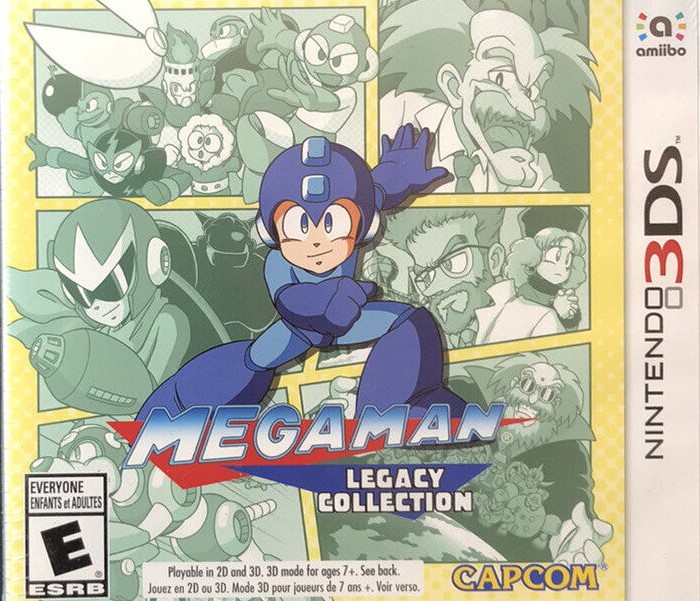 amiibo
NINTENDO 3DS™
MEGAMAN®
LEGACY
COLLECTION
EVERYONE
ENFANTS et ADULTES
E
®
ESRB
Playable in 2D and 3D. 3D mode for ages 7+. See back.
Jouez en 2D ou 3D. Mode 3D pour joueurs de 7 ans +. Voir verso.
CAPCOM®